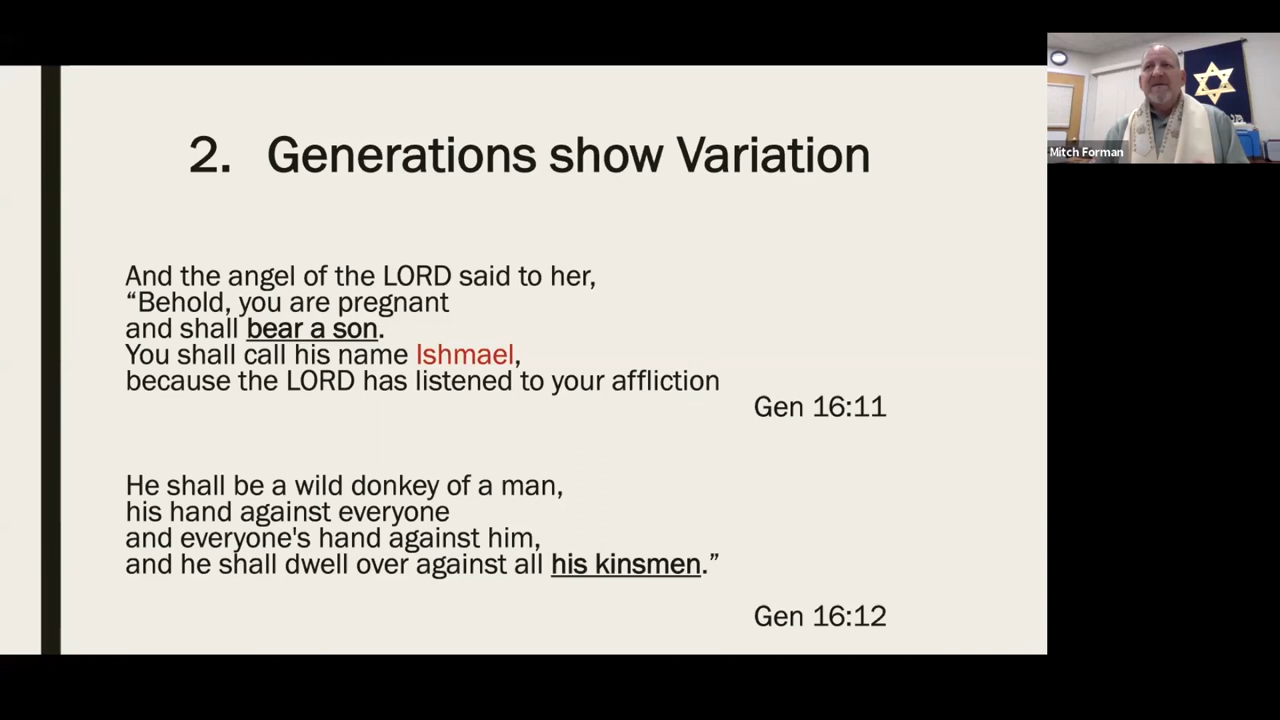 2. Generations show Variation
And the angel of the LORD said to her,
“Behold, you are pregnant
and shall bear a son.
You shall call his name Ishmael,
because the LORD has listened to your affliction
Gen 16:11
He shall be a wild donkey of a man,
his hand against everyone
and everyone's hand against him,
and he shall dwell over against all his kinsmen.”
Gen 16:12
Mitch Forman